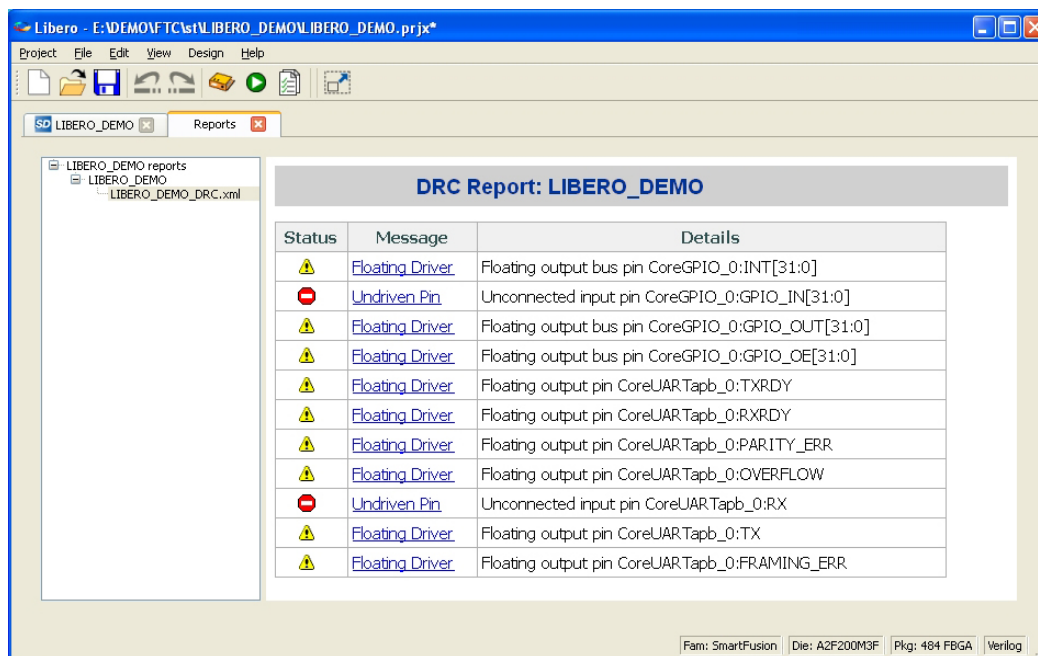 Libero - E:\DEMO\FTC\st\LIBERO_DEMO\LIBERO_DEMO.prjx*
Project File Edit View Design Help
SD LIBERO_DEMO Reports
LIBERO_DEMO reports
LIBERO_DEMO
LIBERO_DEMO_DRC.xml
DRC Report: LIBERO_DEMO
Status Message Details
Floating Driver Floating output bus pin CoreGPIO_0:INT[31:0]
Undriven Pin Unconnected input pin CoreGPIO_0:GPIO_IN[31:0]
Floating Driver Floating output bus pin CoreGPIO_0:GPIO_OUT[31:0]
Floating Driver Floating output bus pin CoreGPIO_0:GPIO_OE[31:0]
Floating Driver Floating output pin CoreUARTapb_0:TXRDY
Floating Driver Floating output pin CoreUARTapb_0:RXRDY
Floating Driver Floating output pin CoreUARTapb_0:PARITY_ERR
Floating Driver Floating output pin CoreUARTapb_0:OVERFLOW
Undriven Pin Unconnected input pin CoreUARTapb_0:RX
Floating Driver Floating output pin CoreUARTapb_0:TX
Floating Driver Floating output pin CoreUARTapb_0:FRAMING_ERR
Fam: SmartFusion Die: A2F200M3F Pkg: 484 FBGA Verilog